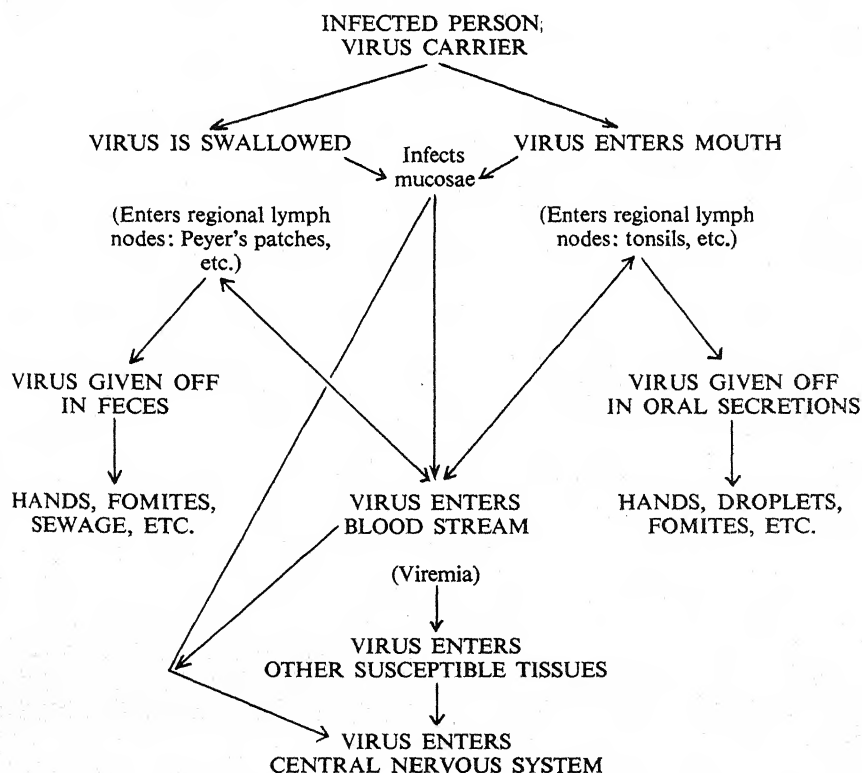 INFECTED PERSON;
VIRUS CARRIER
VIRUS IS SWALLOWED
Infects
mucosae
VIRUS ENTERS MOUTH
(Enters regional lymph
nodes: Peyer's patches,
etc.)
(Enters regional lymph
nodes: tonsils, etc.)
VIRUS GIVEN OFF
IN FECES
VIRUS GIVEN OFF
IN ORAL SECRETIONS
HANDS, FOMITES,
SEWAGE, ETC.
VIRUS ENTERS
BLOOD STREAM
HANDS, DROPLETS,
FOMITES, ETC.
(Viremia)
VIRUS ENTERS
OTHER SUSCEPTIBLE TISSUES
VIRUS ENTERS
CENTRAL NERVOUS SYSTEM